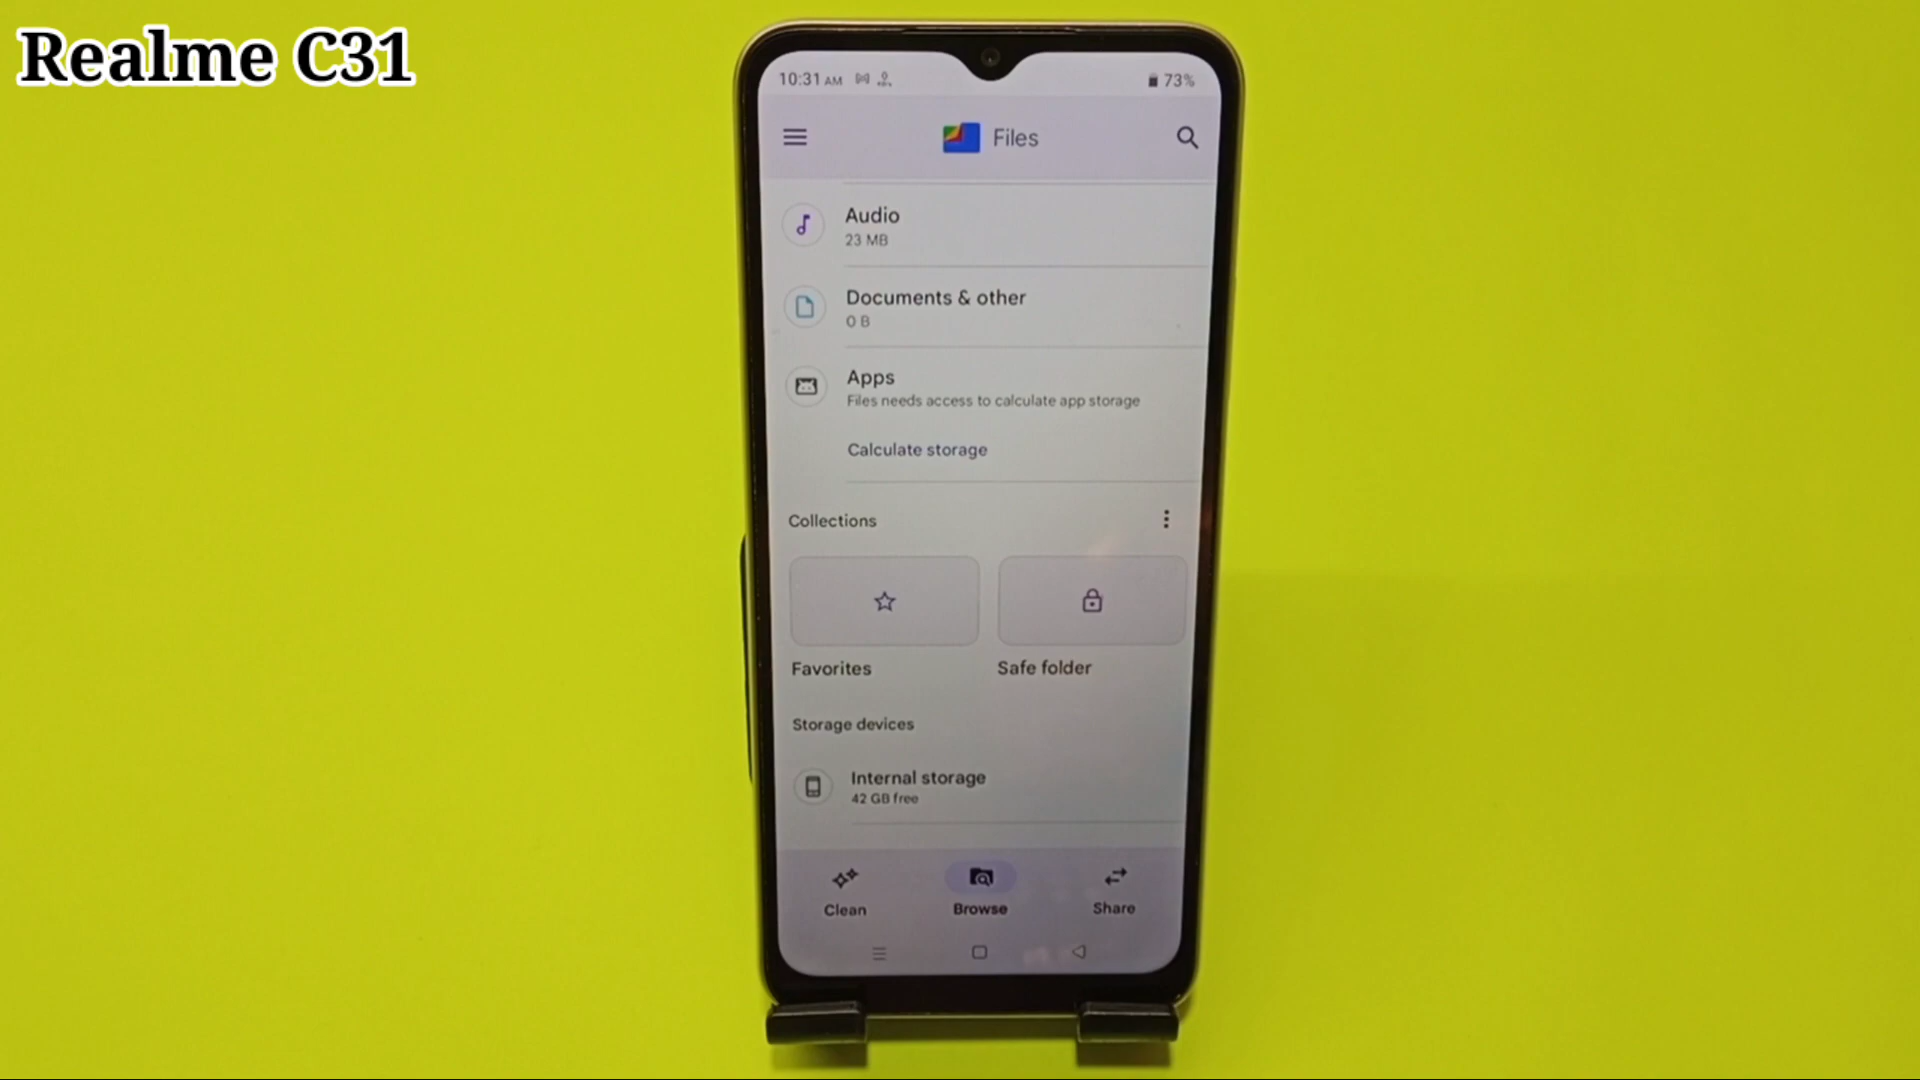 Realme C31
10:31 AM
73%
Files
Audio
23 MB
Documents & other
0 B
Apps
Files needs access to calculate app storage
Calculate storage
Collections
Favorites
Safe folder
Storage devices
Internal storage
42 GB free
Clean
Browse
Share